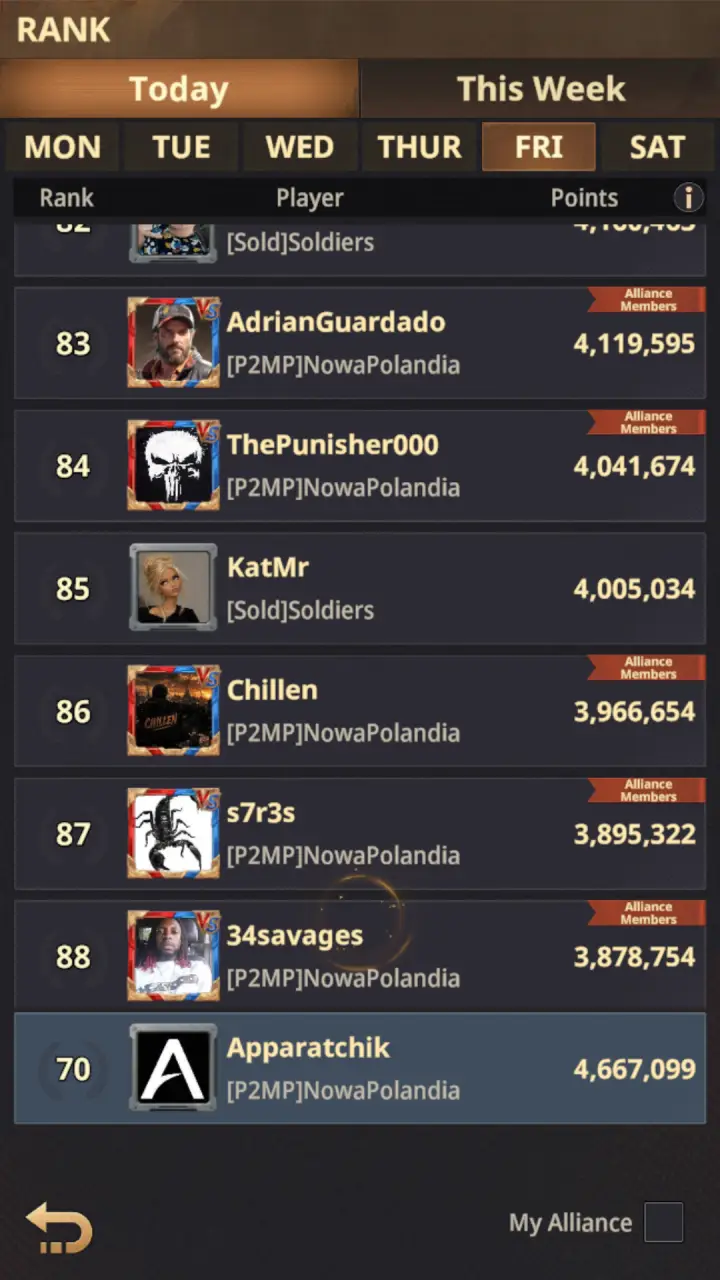 RANK
Today This Week
MON TUE WED THUR FRI SAT
Rank Player Points i
[Sold]Soldiers
Alliance Members
83 AdrianGuardado 4,119,595
[P2MP]NowaPolandia
Alliance Members
84 ThePunisher000 4,041,674
[P2MP]NowaPolandia
85 KatMr 4,005,034
[Sold]Soldiers
Alliance Members
86 Chillen 3,966,654
CHILLEN
[P2MP]NowaPolandia
Alliance Members
87 s7r3s 3,895,322
[P2MP]NowaPolandia
Alliance Members
88 34savages 3,878,754
[P2MP]NowaPolandia
70 Apparatchik 4,667,099
[P2MP]NowaPolandia
My Alliance